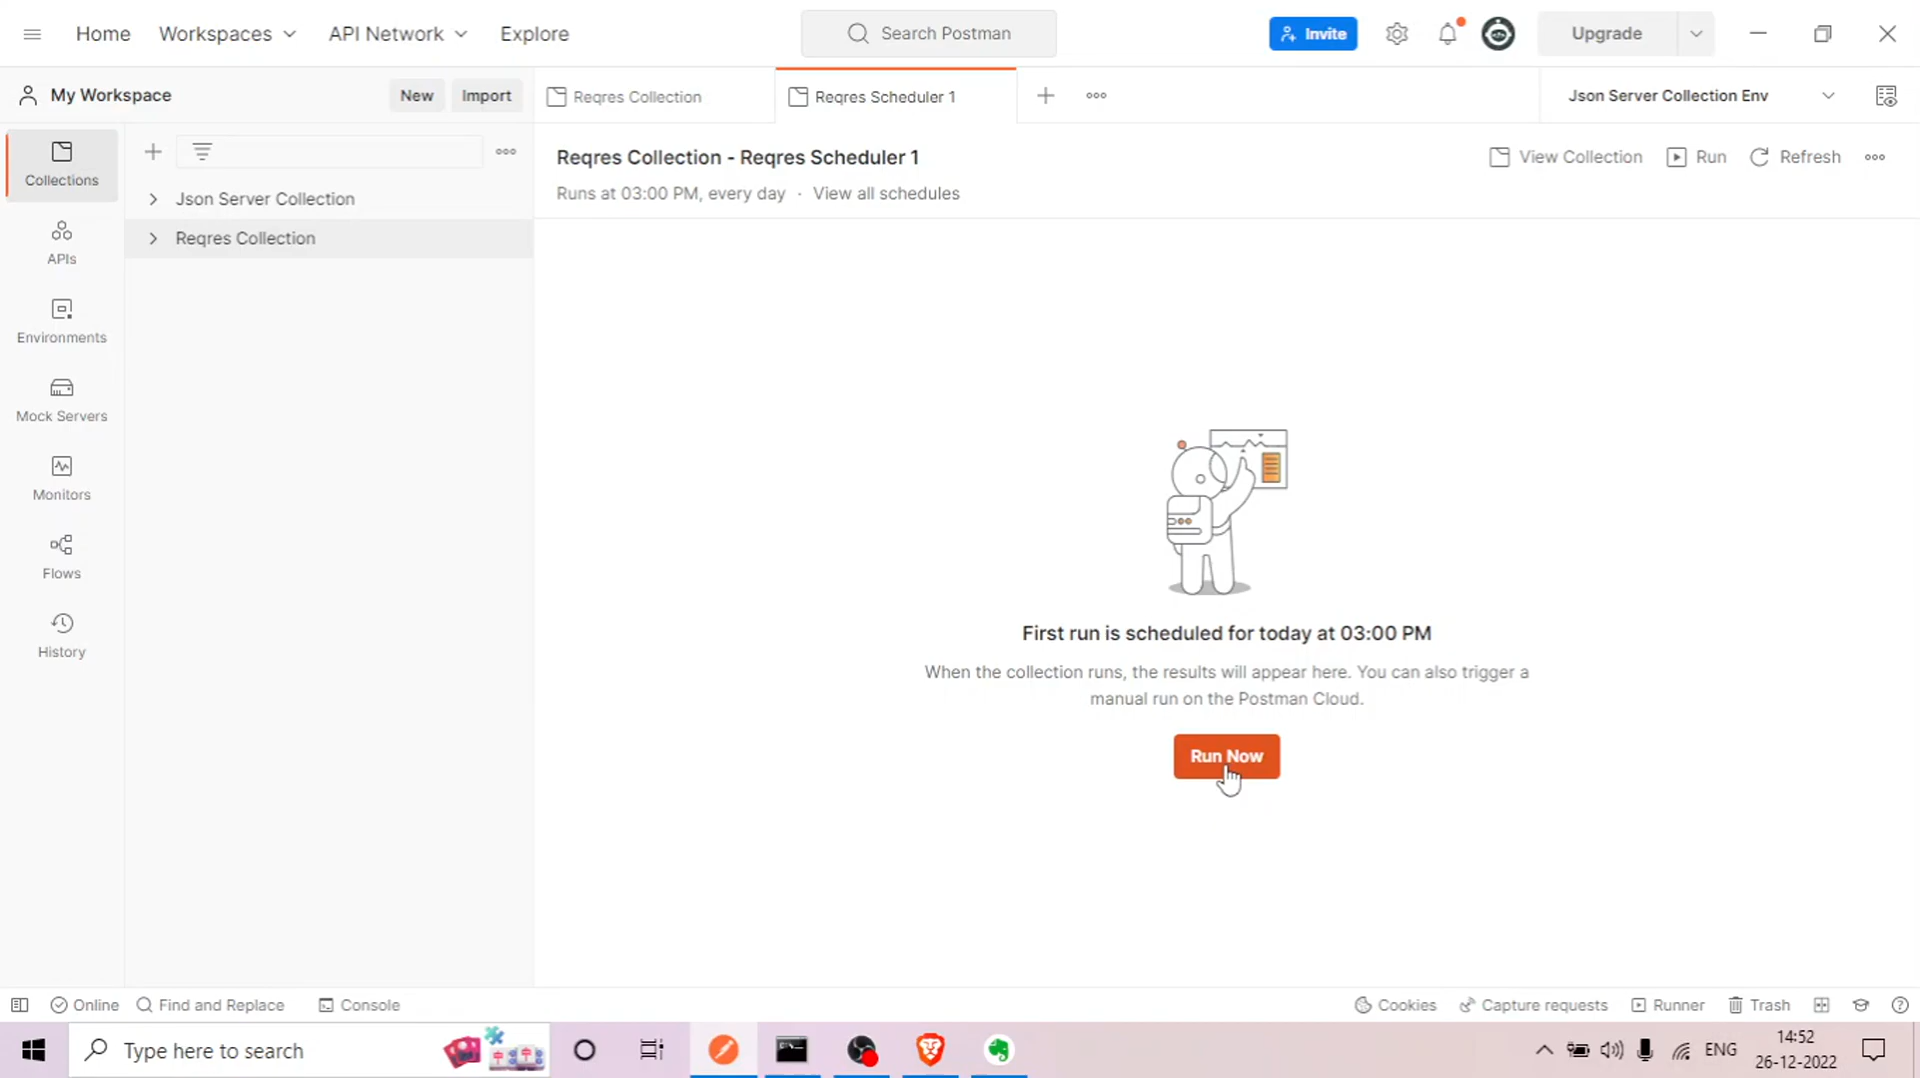 Home
Workspaces
API Network
Explore
Search Postman
Invite
Upgrade
My Workspace
New
Import
Reqres Collection
Reqres Scheduler 1
Json Server Collection Env
Collections
APIs
Environments
Mock Servers
Monitors
Flows
History
Json Server Collection
Reqres Collection
Reqres Collection - Reqres Scheduler 1
View Collection
Run
Refresh
Runs at 03:00 PM, every day · View all schedules
First run is scheduled for today at 03:00 PM
When the collection runs, the results will appear here. You can also trigger a
manual run on the Postman Cloud.
Run Now
Online
Find and Replace
Console
Cookies
Capture requests
Runner
Trash
Type here to search
ENG
14:52
26-12-2022